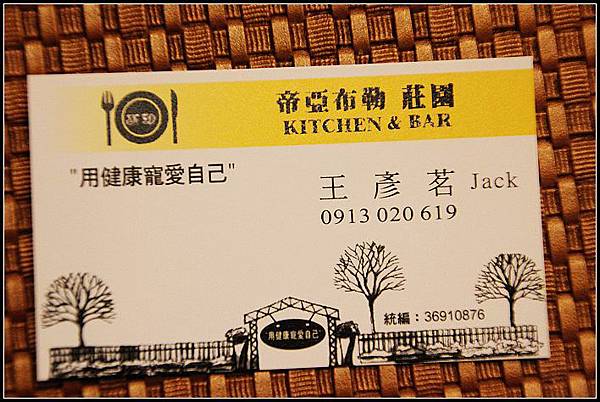 帝亞布勒 莊園
KITCHEN & BAR
"用健康寵愛自己"
王彥茗 Jack
0913 020 619
統編：36910876
"用健康寵愛自己"